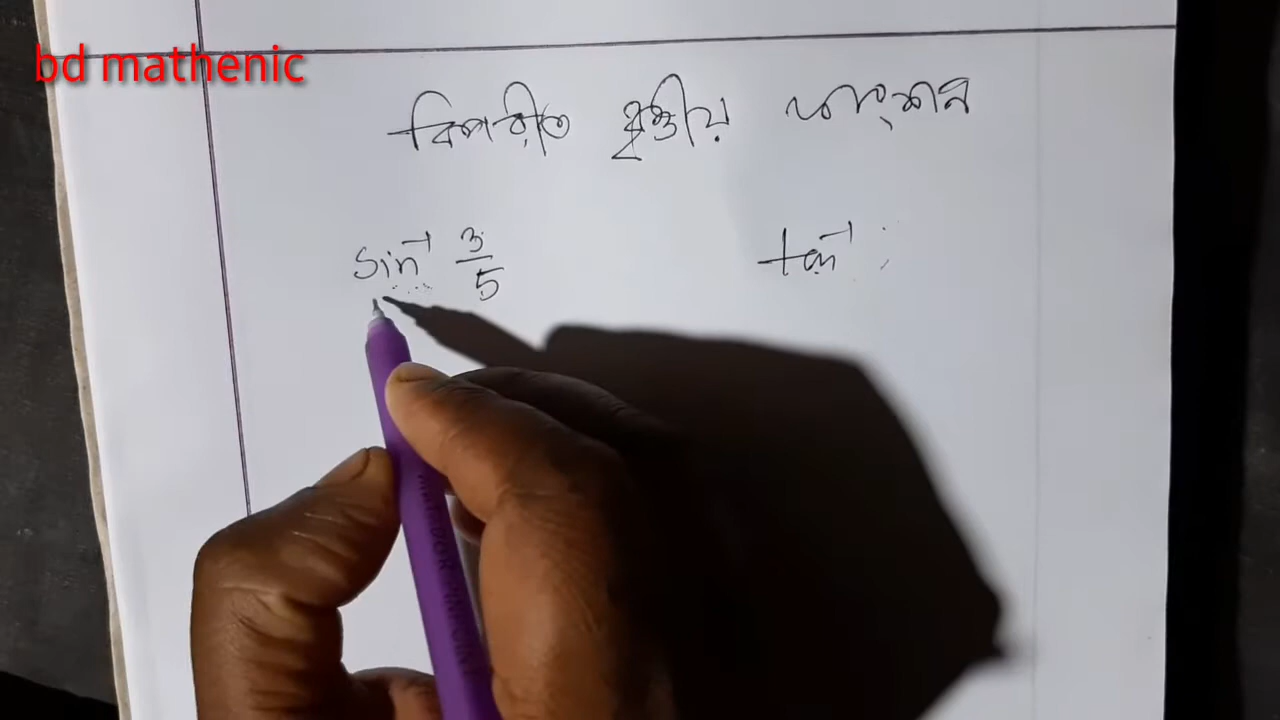 bd mathenic
বিপরীত বৃত্তীয় ফাংশন
sin⁻¹ 3/5 tan⁻¹